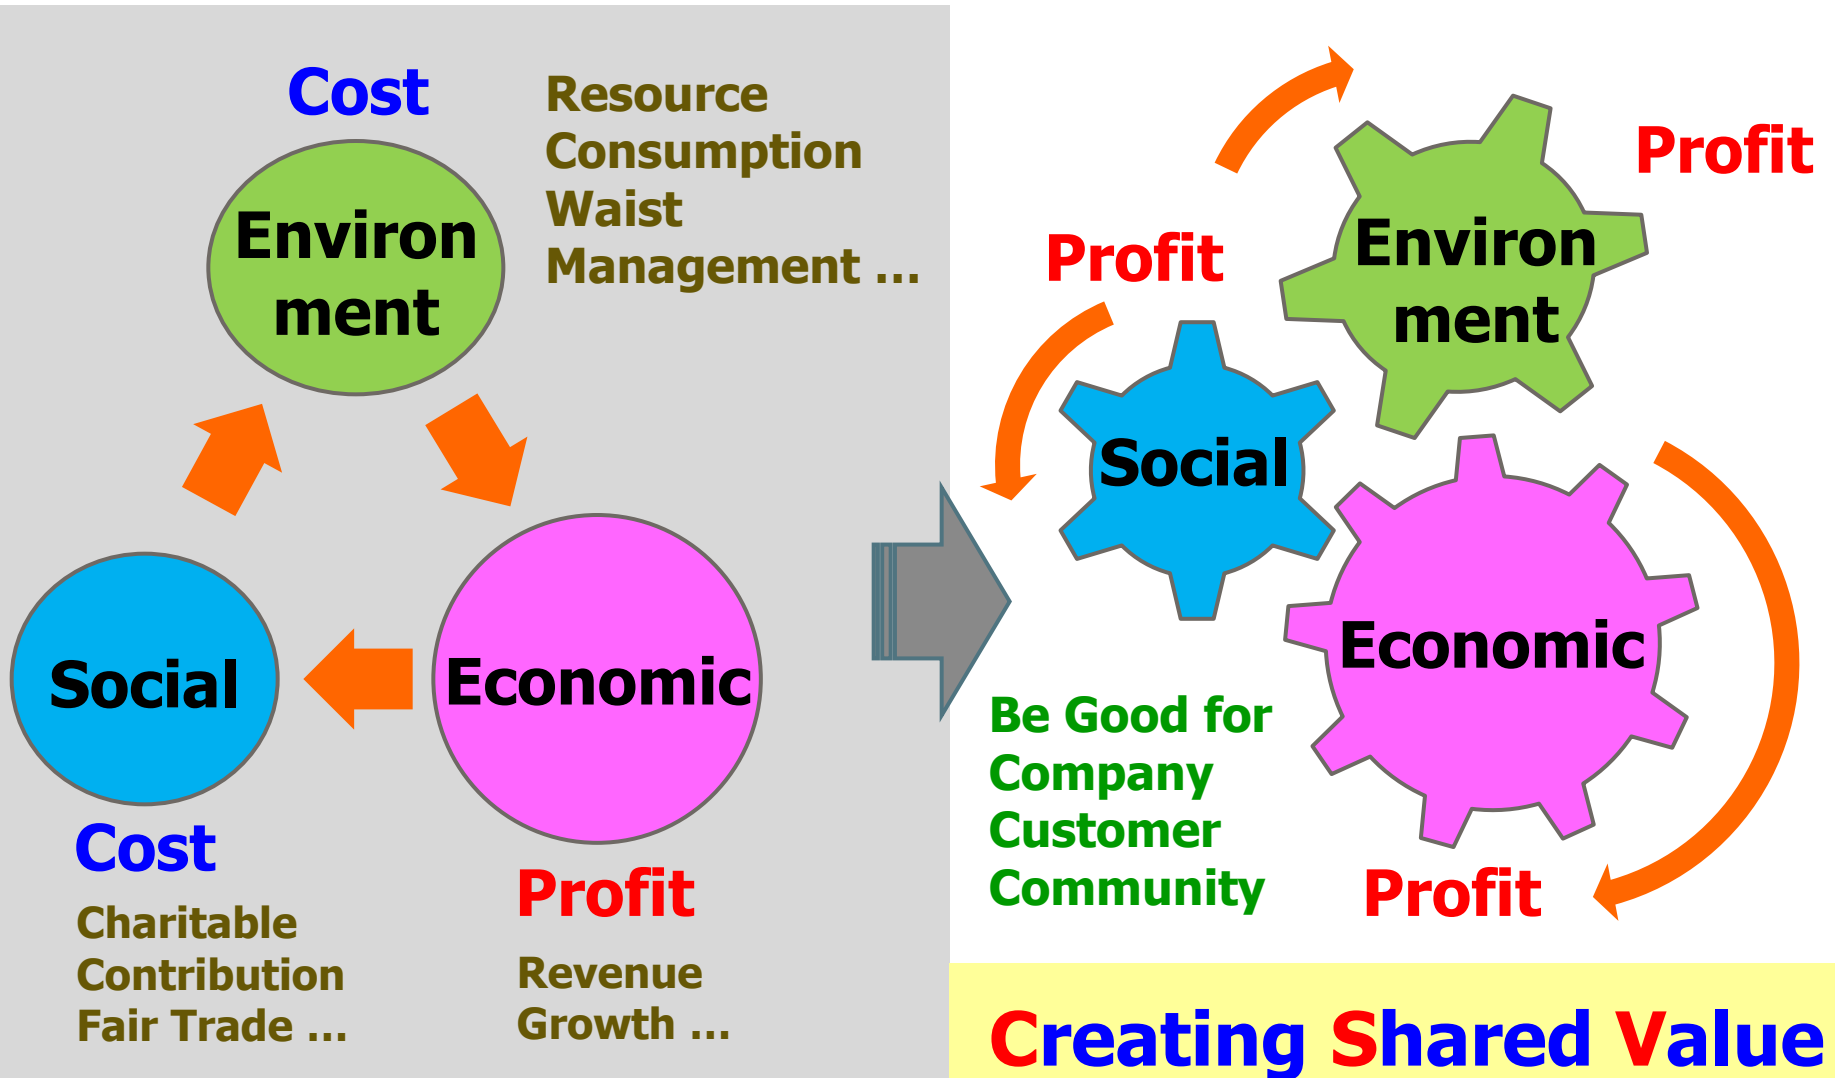 Cost
Resource
Consumption
Waist
Management ...
Environ
ment
Social
Economic
Cost
Charitable
Contribution
Fair Trade ...
Profit
Revenue
Growth ...
Profit
Environ
ment
Profit
Social
Economic
Be Good for
Company
Customer
Community
Profit
Creating Shared Value